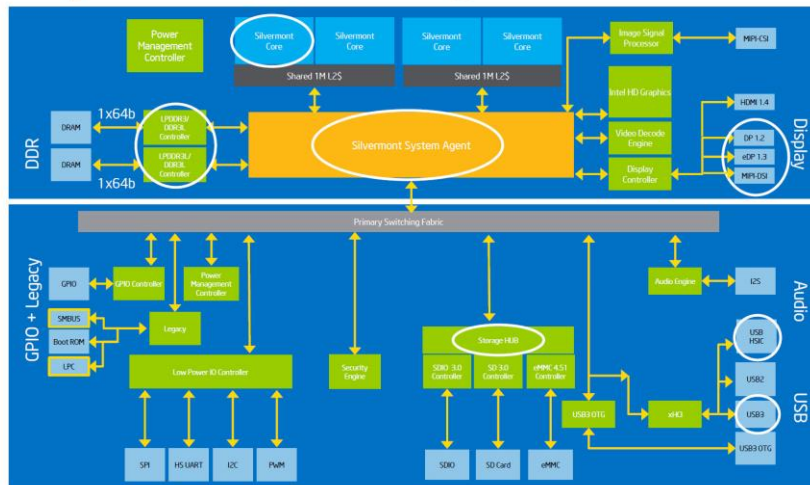 Power
Management
Controller
Silvermont
Core
Silvermont
Core
Shared 1M L2$
Silvermont
Core
Silvermont
Core
Shared 1M L2$
Image Signal
Processor
MIPI-CSI
DDR
DRAM
1x64b
LPDDR3/
DDR3L
Controller
DRAM
1x64b
LPDDR3L/
DDR3L
Controller
Silvermont System Agent
Intel HD Graphics
Video Decode
Engine
Display
Controller
HDMI 1.4
DP 1.2
eDP 1.3
MIPI-DSI
Display
Primary Switching Fabric
GPIO + Legacy
GPIO
GPIO Controller
Power
Management
Controller
SMBUS
Boot ROM
LPC
Legacy
Low Power IO Controller
SPI
HS UART
I2C
PWM
Security
Engine
Storage HUB
SDIO 3.0
Controller
SD 3.0
Controller
eMMC 4.51
Controller
SDIO
SD Card
eMMC
USB3 OTG
xHCI
Audio Engine
I2S
Audio
USB
HSIC
USB2
USB3
USB3 OTG
USB